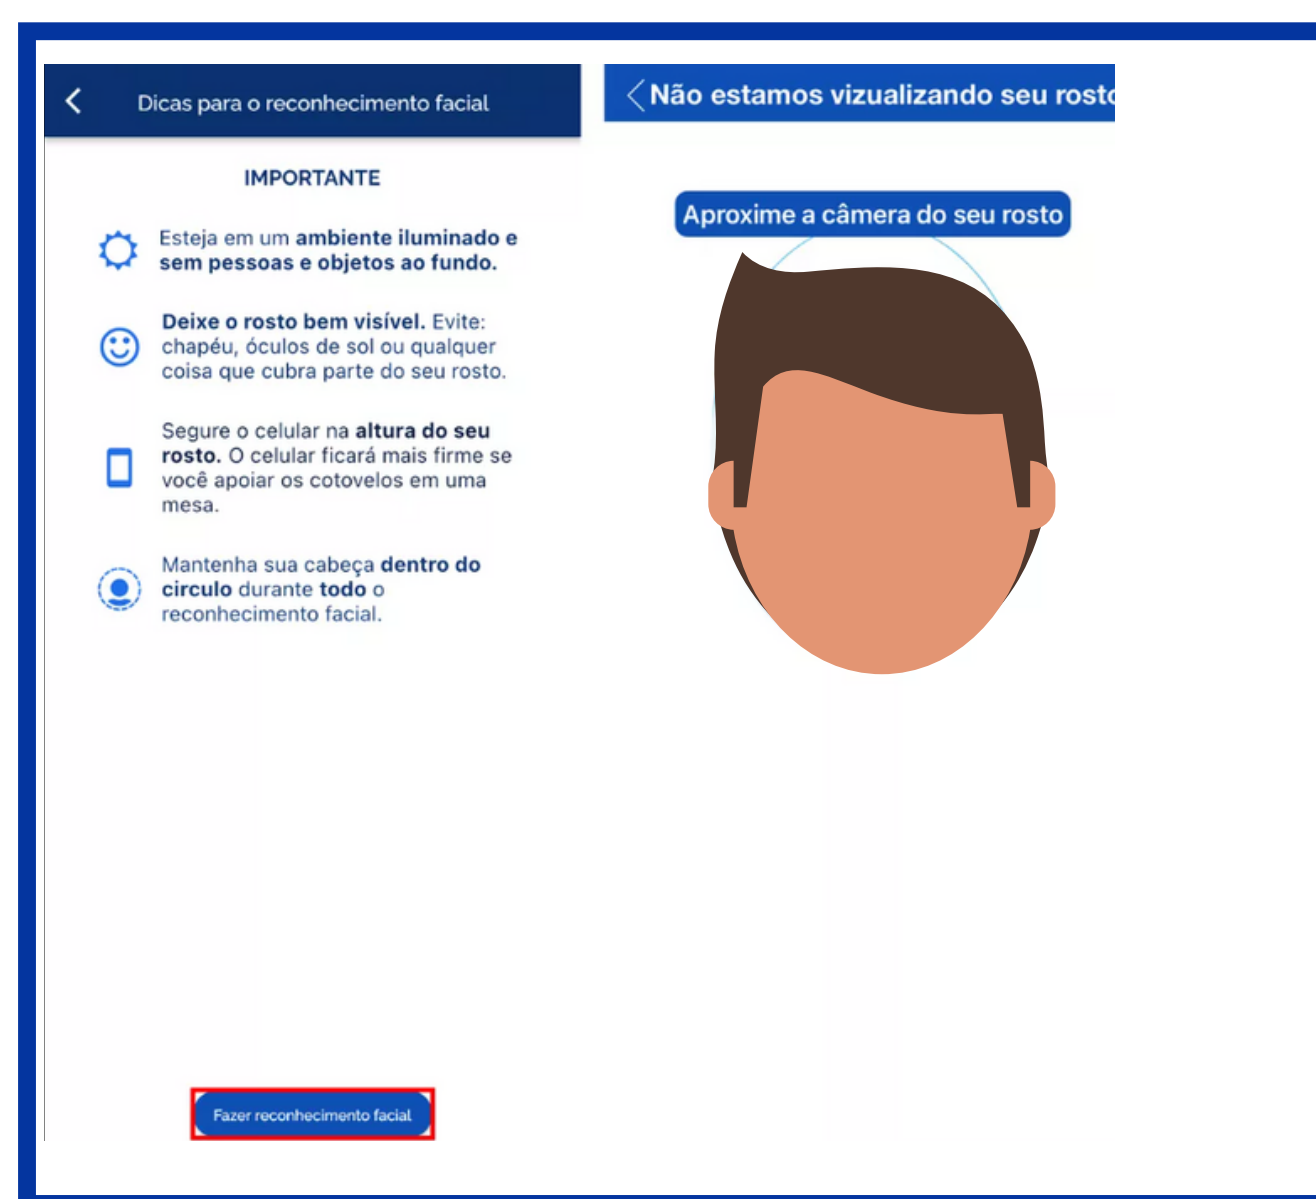 Dicas para o reconhecimento facial
IMPORTANTE
Esteja em um ambiente iluminado e
sem pessoas e objetos ao fundo.
Deixe o rosto bem visível. Evite:
chapéu, óculos de sol ou qualquer
coisa que cubra parte do seu rosto.
Segure o celular na altura do seu
rosto. O celular ficará mais firme se
você apoiar os cotovelos em uma
mesa.
Mantenha sua cabeça dentro do
circulo durante todo o
reconhecimento facial.
Fazer reconhecimento facial
Não estamos vizualizando seu rosto
Aproxime a câmera do seu rosto